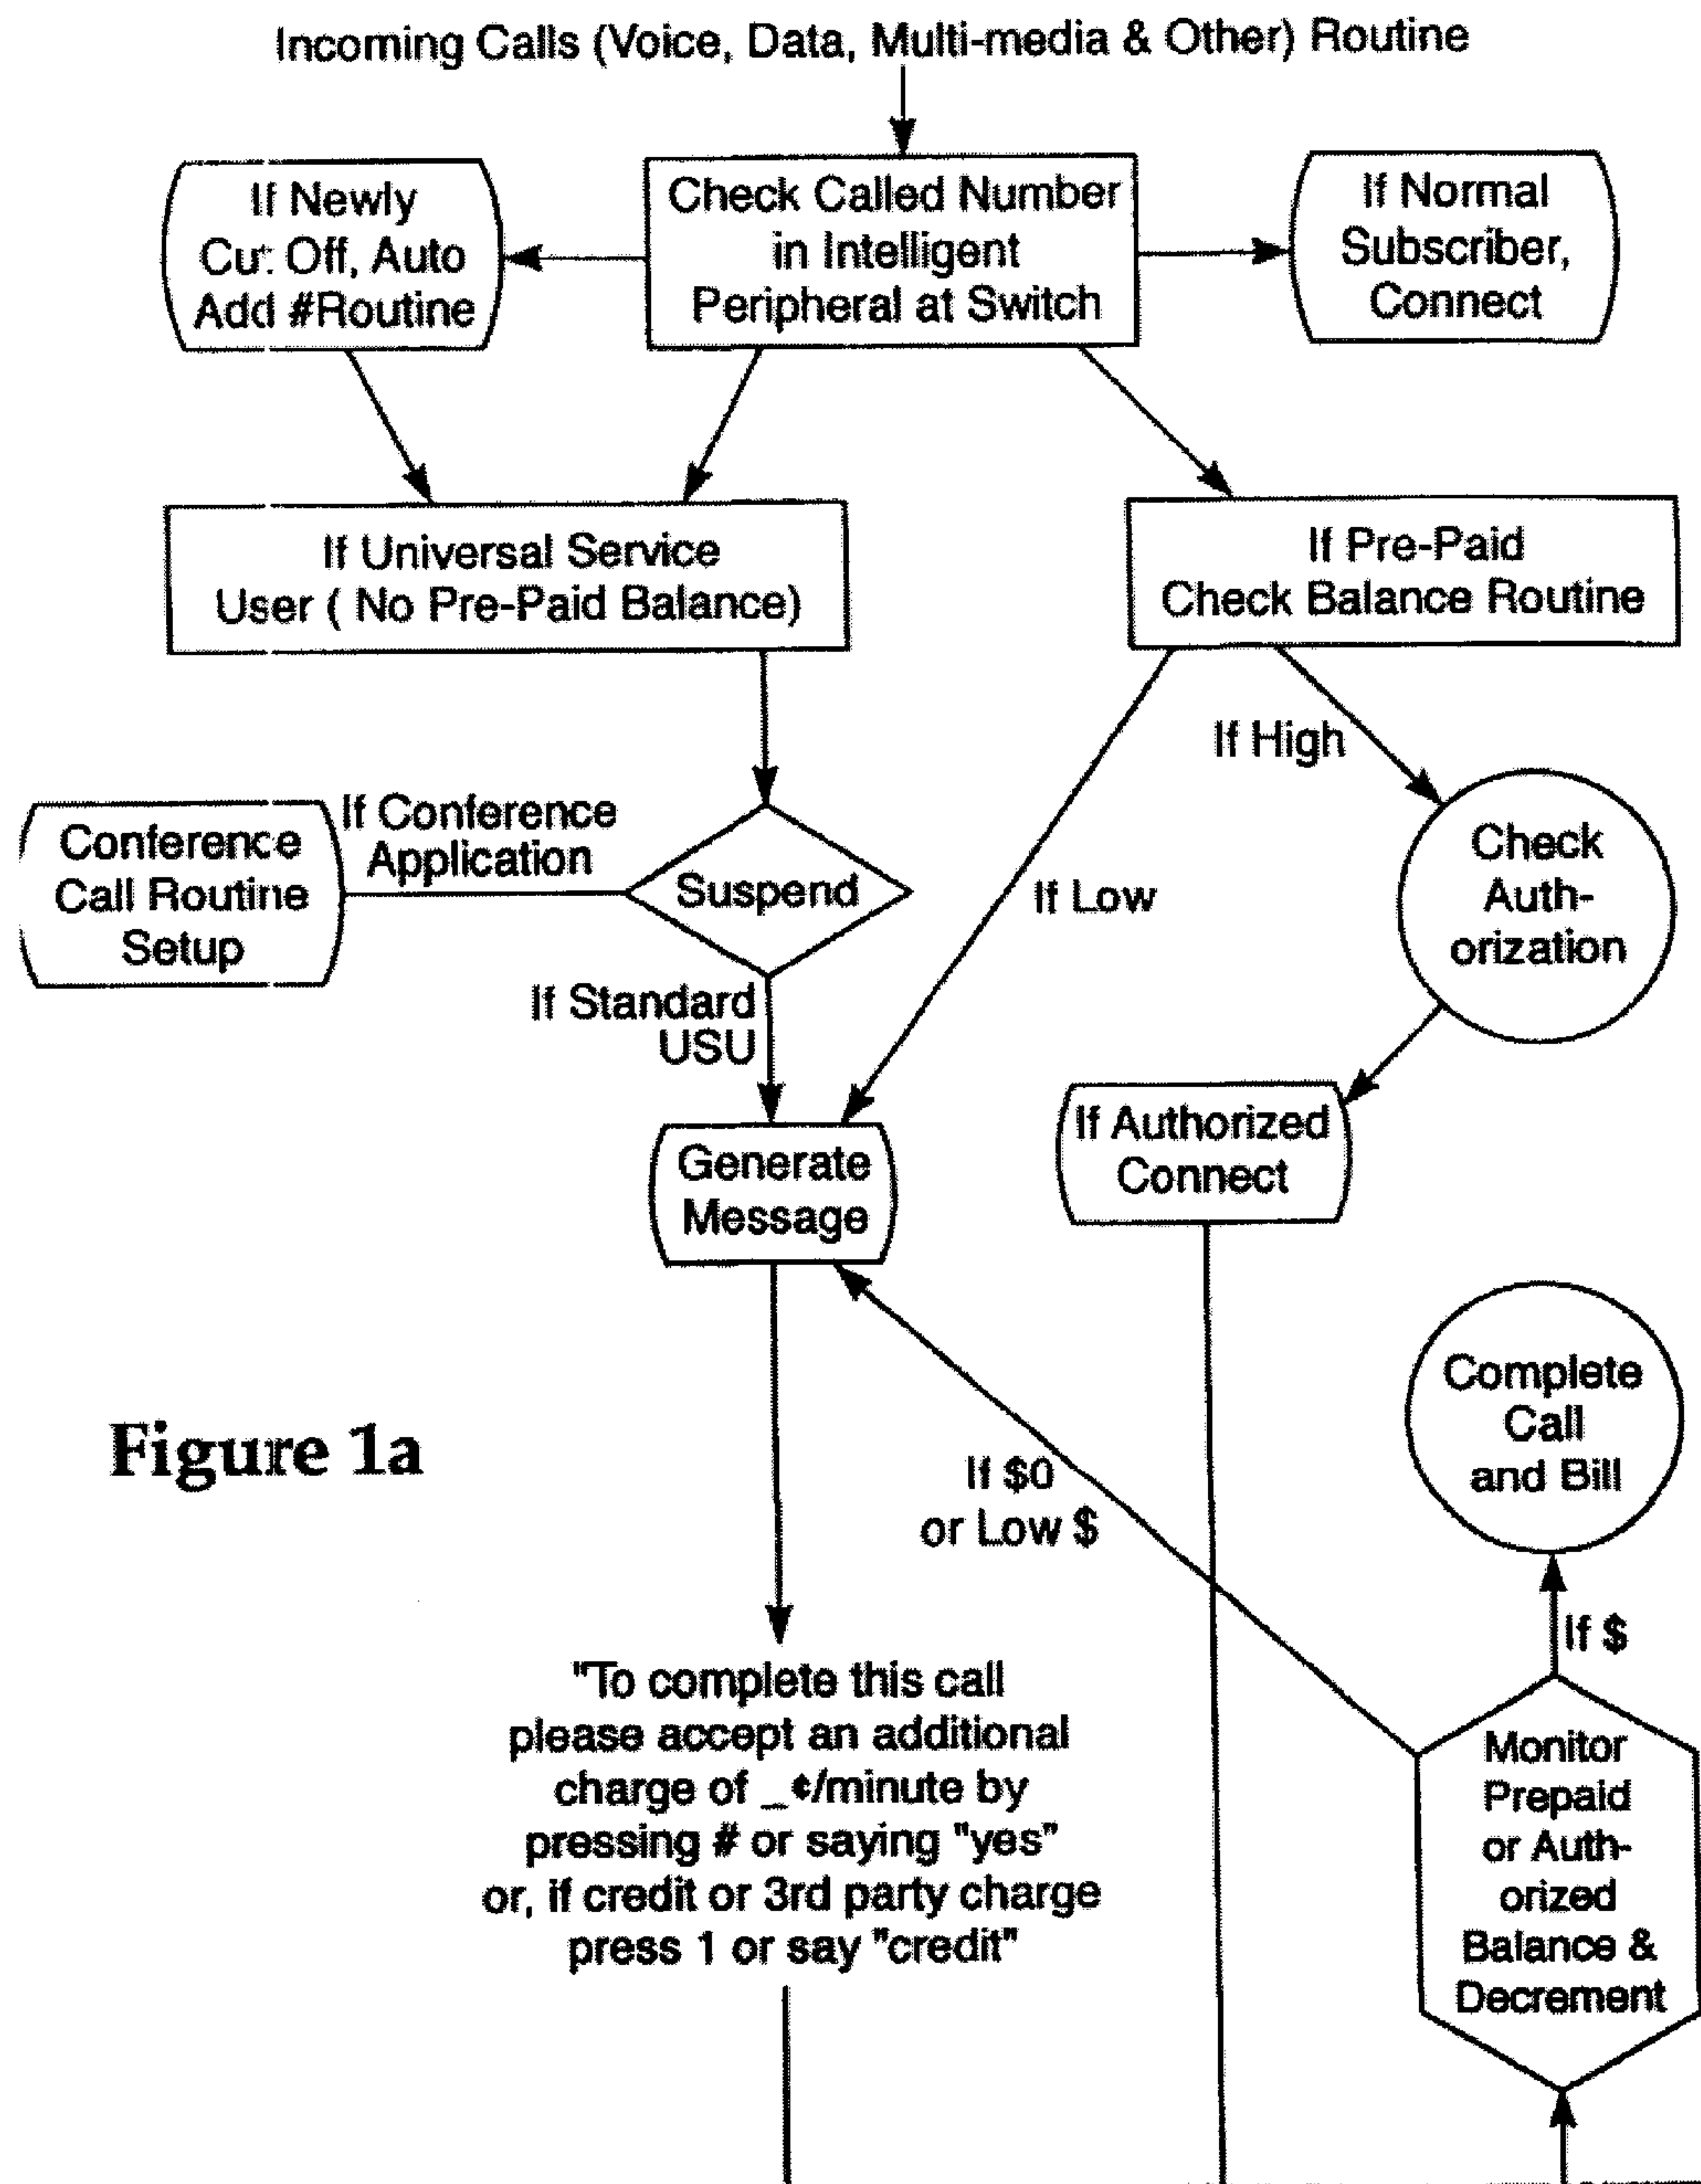 Incoming Calls (Voice, Data, Multi-media & Other) Routine
If Newly
Cut Off, Auto
Add #Routine
Check Called Number
in Intelligent
Peripheral at Switch
If Normal
Subscriber,
Connect
If Universal Service
User ( No Pre-Paid Balance)
If Pre-Paid
Check Balance Routine
If High
Conference
Call Routine
Setup
If Conference
Application
Suspend
If Low
Check
Auth-
orization
If Standard
USU
Generate
Message
If Authorized
Connect
Figure 1a
If $0
or Low $
Complete
Call
and Bill
If $
"To complete this call
please accept an additional
charge of _¢/minute by
pressing # or saying "yes"
or, if credit or 3rd party charge
press 1 or say "credit"
Monitor
Prepaid
or Auth-
orized
Balance &
Decrement